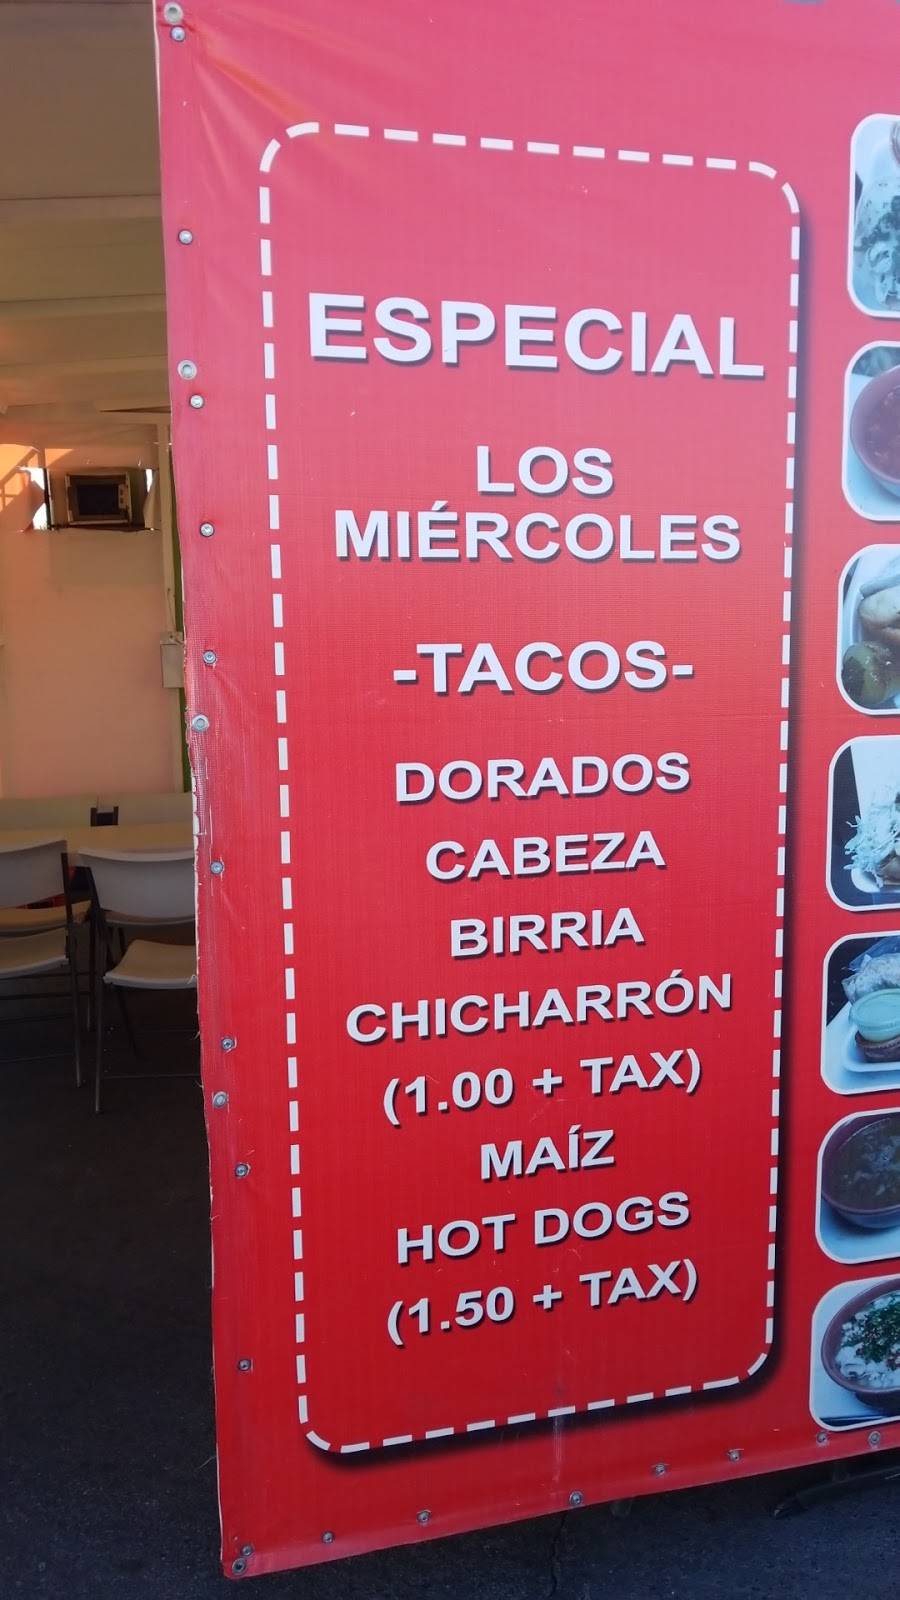 ESPECIAL
LOS
MIÉRCOLES
-TACOS-
DORADOS
CABEZA
BIRRIA
CHICHARRÓN
(1.00 + TAX)
MAÍZ
HOT DOGS
(1.50 + TAX)